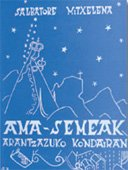 SALBATORE MITXELENA
AMA-SEMEAK
ARANTZAZUKO KONDAIRAN